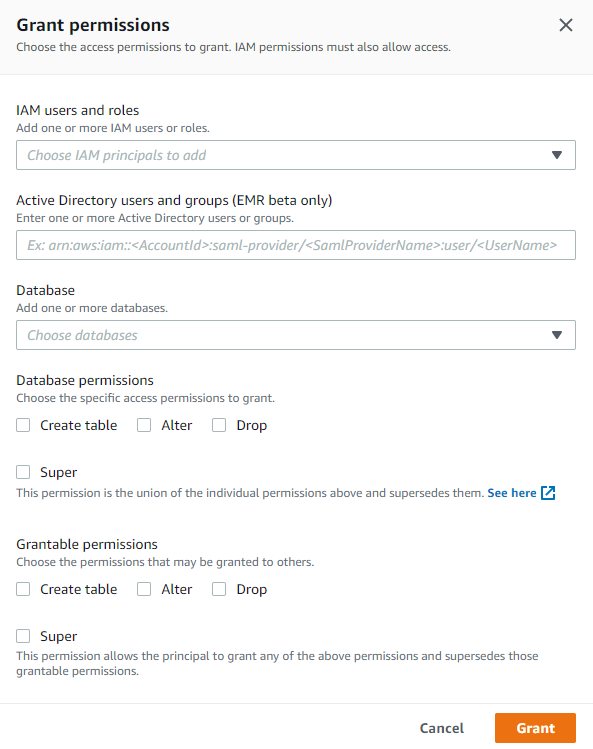 Grant permissions
Choose the access permissions to grant. IAM permissions must also allow access.
IAM users and roles
Add one or more IAM users or roles.
Choose IAM principals to add
Active Directory users and groups (EMR beta only)
Enter one or more Active Directory users or groups.
Ex: arn:aws:iam::<AccountId>:saml-provider/<SamlProviderName>:user/<UserName>
Database
Add one or more databases.
Choose databases
Database permissions
Choose the specific access permissions to grant.
Create table Alter Drop
Super
This permission is the union of the individual permissions above and supersedes them. See here
Grantable permissions
Choose the permissions that may be granted to others.
Create table Alter Drop
Super
This permission allows the principal to grant any of the above permissions and supersedes those
grantable permissions.
Cancel Grant